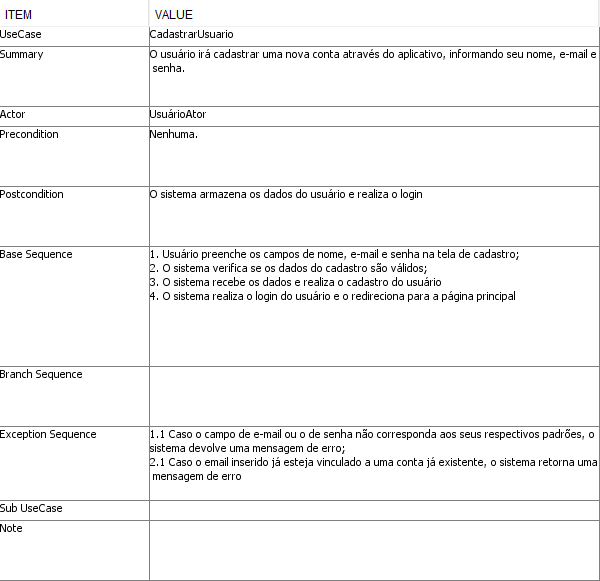 ITEM VALUE
UseCase CadastrarUsuario
Summary O usuário irá cadastrar uma nova conta através do aplicativo, informando seu nome, e-mail e
senha.
Actor UsuárioAtor
Precondition Nenhuma.
Postcondition O sistema armazena os dados do usuário e realiza o login
Base Sequence 1. Usuário preenche os campos de nome, e-mail e senha na tela de cadastro;
2. O sistema verifica se os dados do cadastro são válidos;
3. O sistema recebe os dados e realiza o cadastro do usuário
4. O sistema realiza o login do usuário e o redireciona para a página principal
Branch Sequence
Exception Sequence 1.1 Caso o campo de e-mail ou o de senha não corresponda aos seus respectivos padrões, o
sistema devolve uma mensagem de erro;
2.1 Caso o email inserido já esteja vinculado a uma conta já existente, o sistema retorna uma
mensagem de erro
Sub UseCase
Note